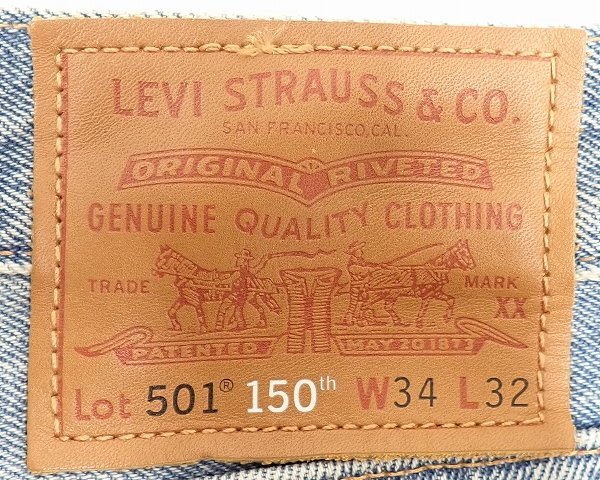 LEVI STRAUSS & CO.
SAN FRANCISCO, CAL.
ORIGINAL RIVETED
GENUINE QUALITY CLOTHING
TRADE MARK
XX
PATENTED MAY 20 1873
Lot 501® 150th W34 L32